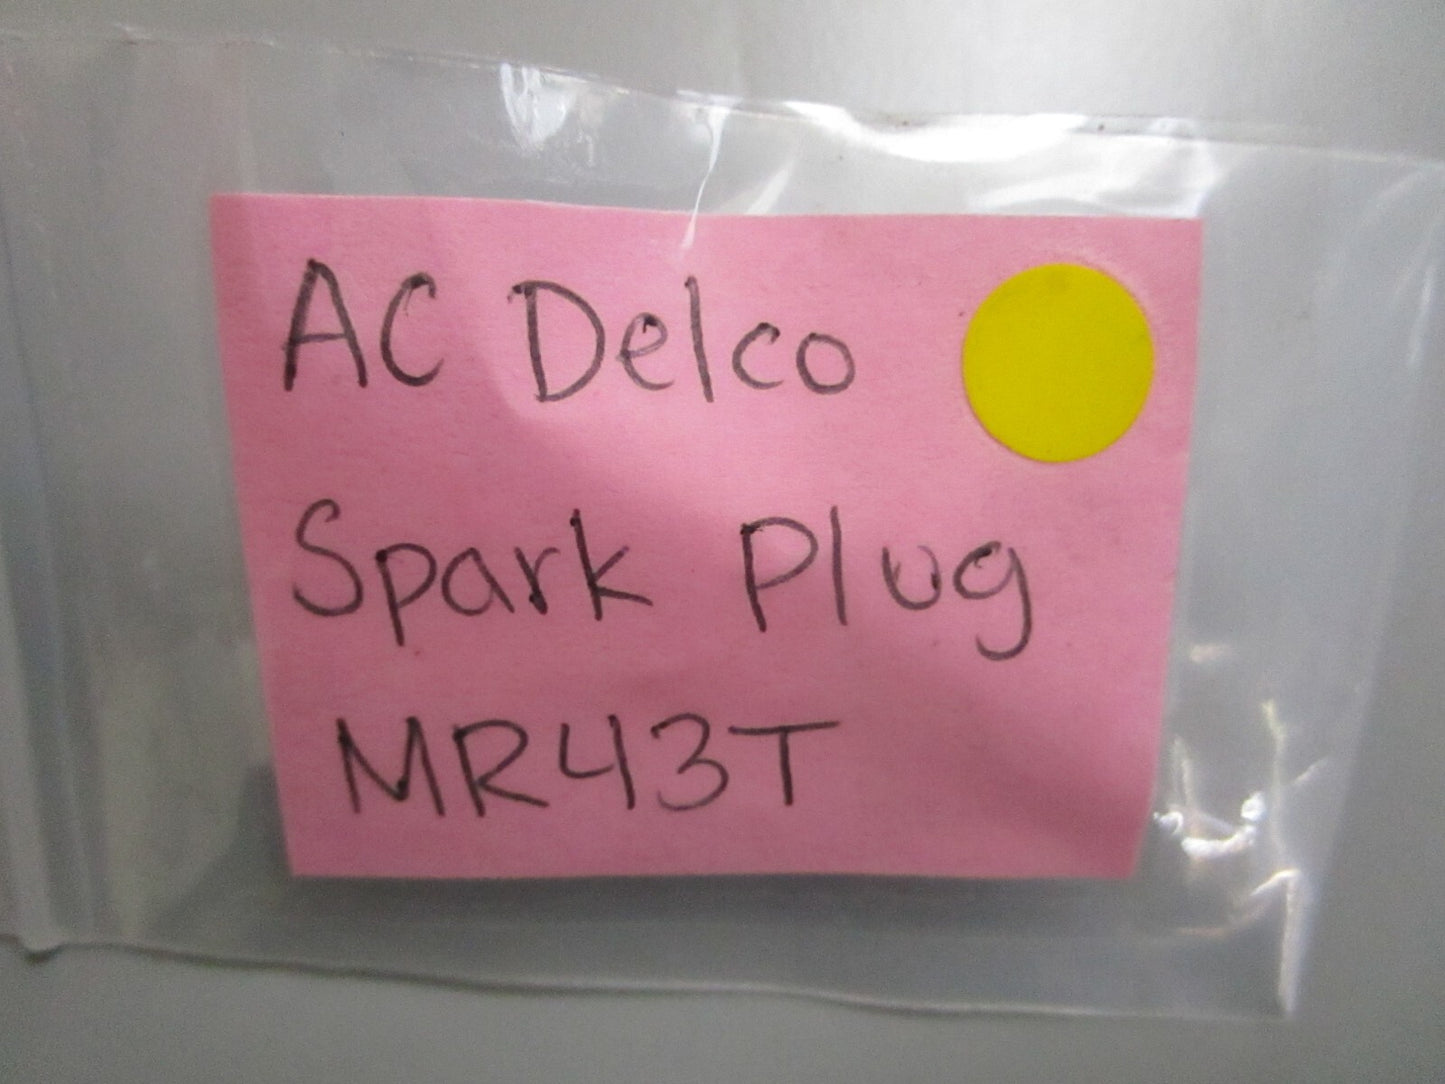 AC Delco
Spark Plug
MR43T